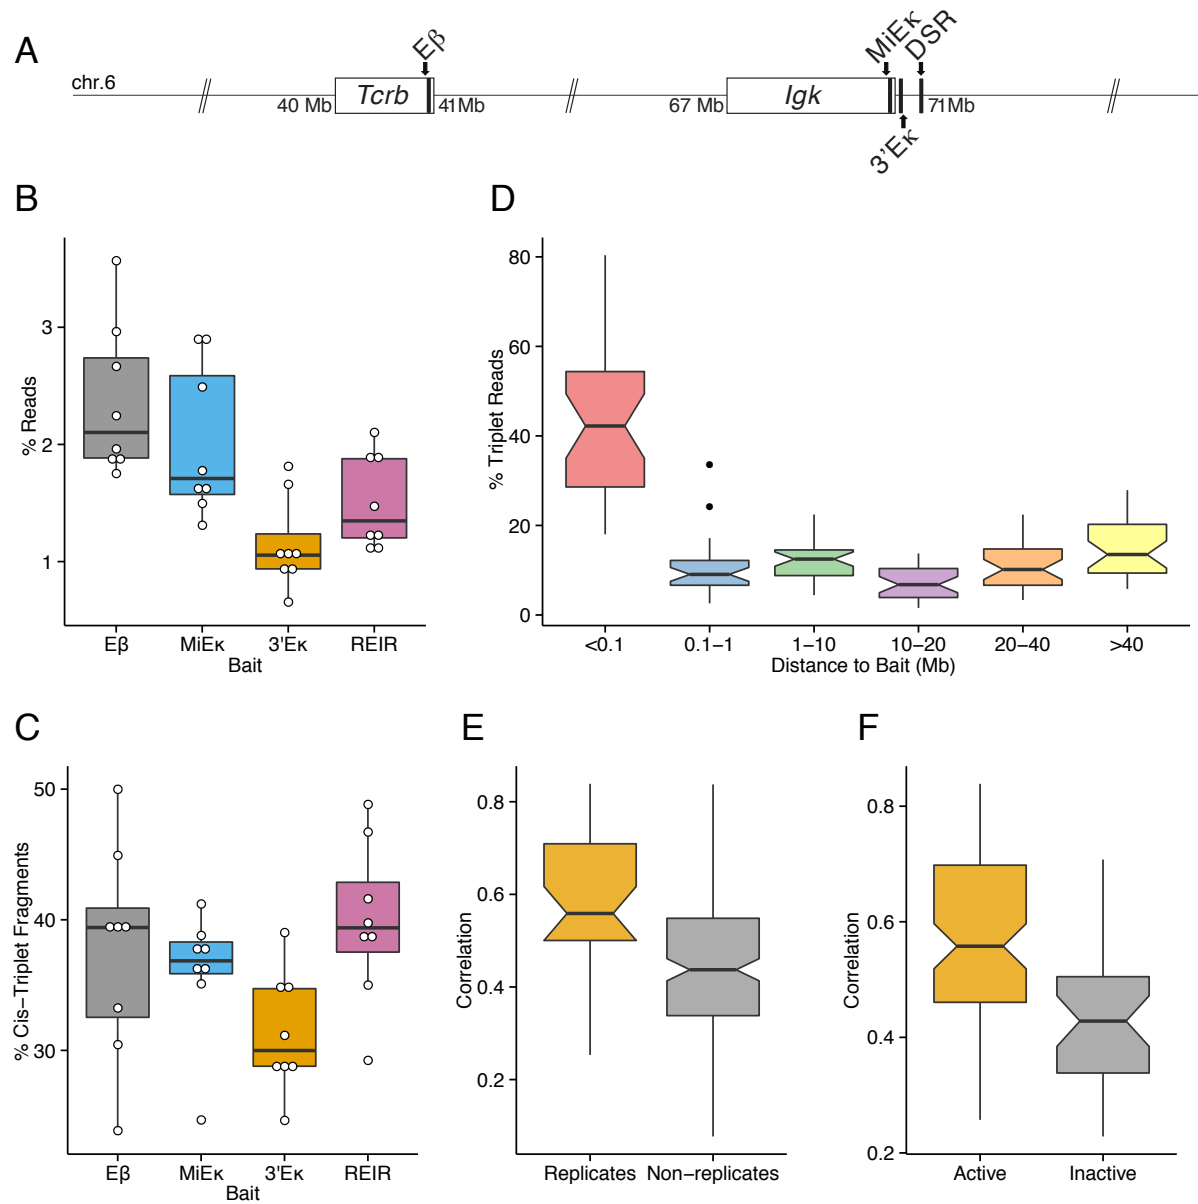 A
chr.6
40 Mb
Tcrb
Eβ
41Mb
67 Mb
Igk
MiEκ
DSR
3'Eκ
71Mb
B
% Reads
3
2
1
Eβ
MiEκ
3'Eκ
REIR
Bait
D
% Triplet Reads
80
60
40
20
0
<0.1
0.1−1
1−10
10−20
20−40
>40
Distance to Bait (Mb)
C
% Cis−Triplet Fragments
50
40
30
Eβ
MiEκ
3'Eκ
REIR
Bait
E
Correlation
0.8
0.6
0.4
0.2
Replicates
Non−replicates
F
Correlation
0.8
0.6
0.4
0.2
Active
Inactive